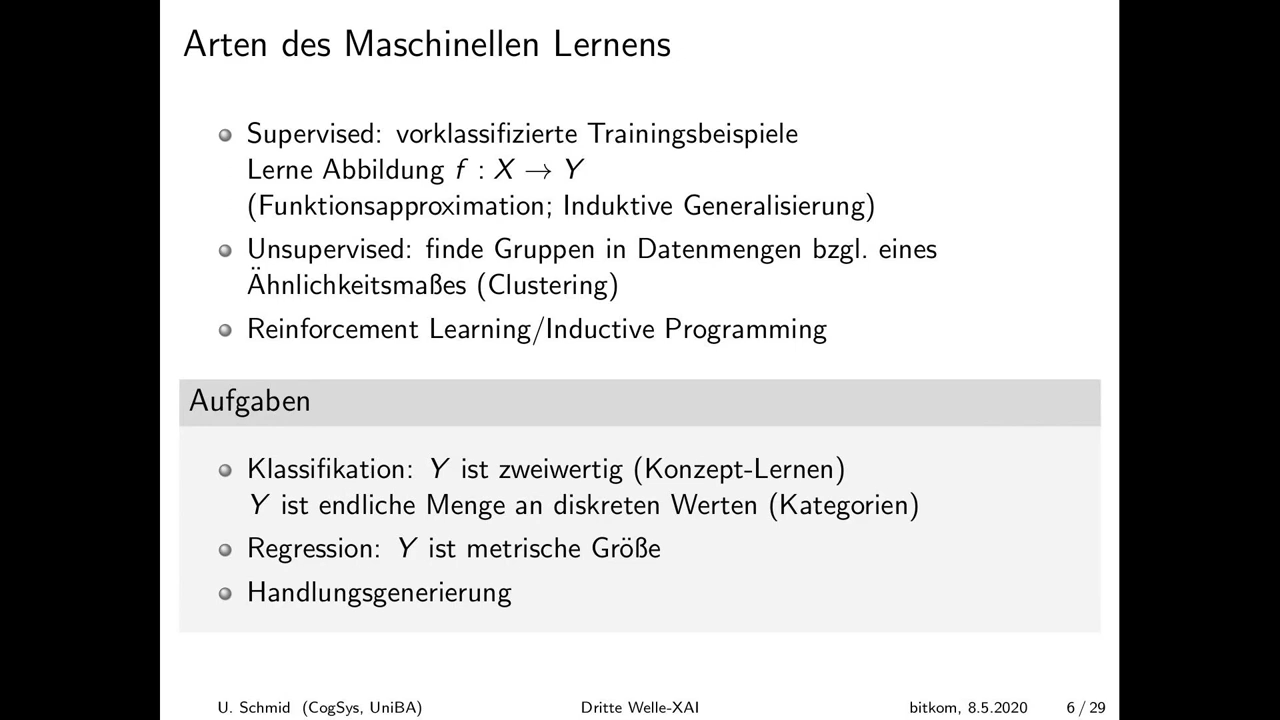 Arten des Maschinellen Lernens
Supervised: vorklassifizierte Trainingsbeispiele
Lerne Abbildung f : X → Y
(Funktionsapproximation; Induktive Generalisierung)
Unsupervised: finde Gruppen in Datenmengen bzgl. eines
Ähnlichkeitsmaßes (Clustering)
Reinforcement Learning/Inductive Programming
Aufgaben
Klassifikation: Y ist zweiwertig (Konzept-Lernen)
Y ist endliche Menge an diskreten Werten (Kategorien)
Regression: Y ist metrische Größe
Handlungsgenerierung
U. Schmid (CogSys, UniBA) Dritte Welle-XAI bitkom, 8.5.2020 6 / 29